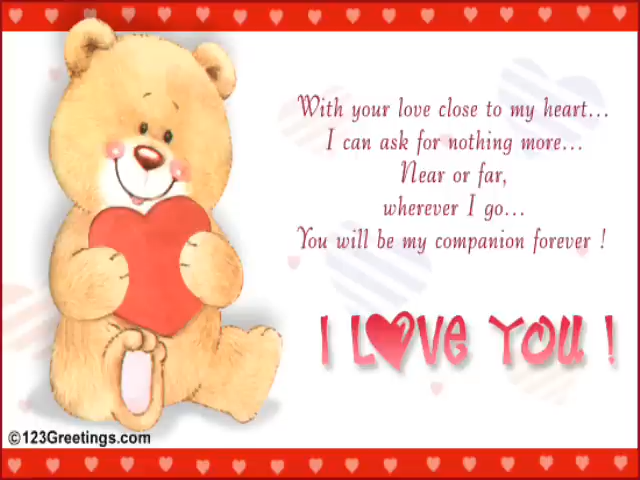 With your love close to my heart...
I can ask for nothing more...
Near or far,
wherever I go...
You will be my companion forever !
I LOVE YOU !
©123Greetings.com